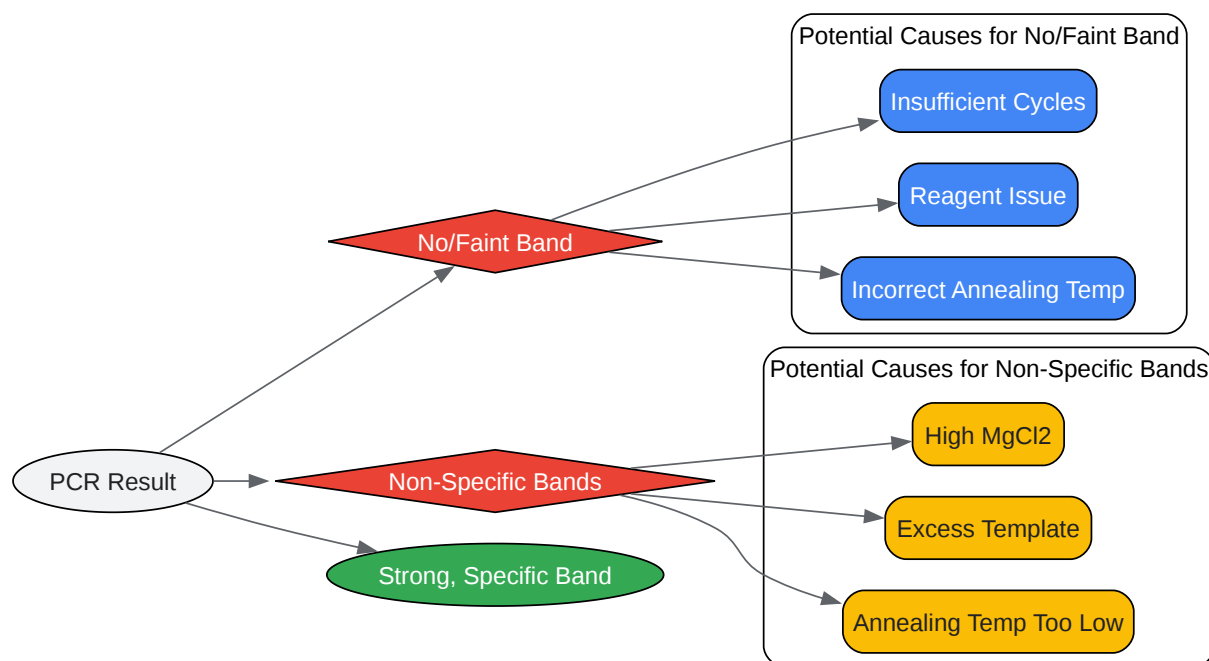 Potential Causes for No/Faint Band
Insufficient Cycles
Reagent Issue
No/Faint Band
Incorrect Annealing Temp
Potential Causes for Non-Specific Bands
High MgCl2
PCR Result
Non-Specific Bands
Excess Template
Strong, Specific Band
Annealing Temp Too Low